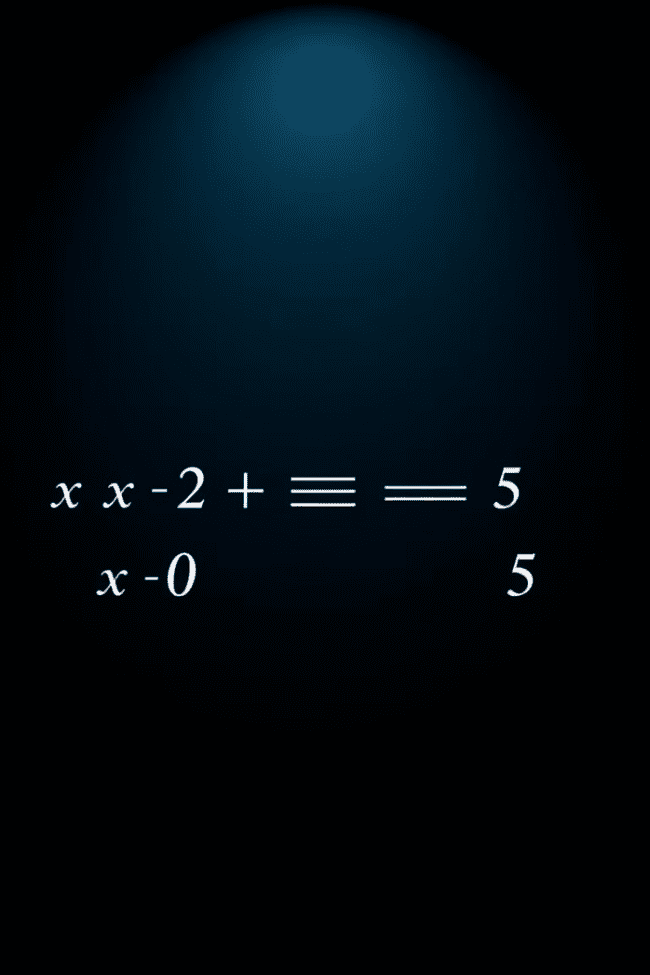 x x -2 + ≡ = 5
x -0 5